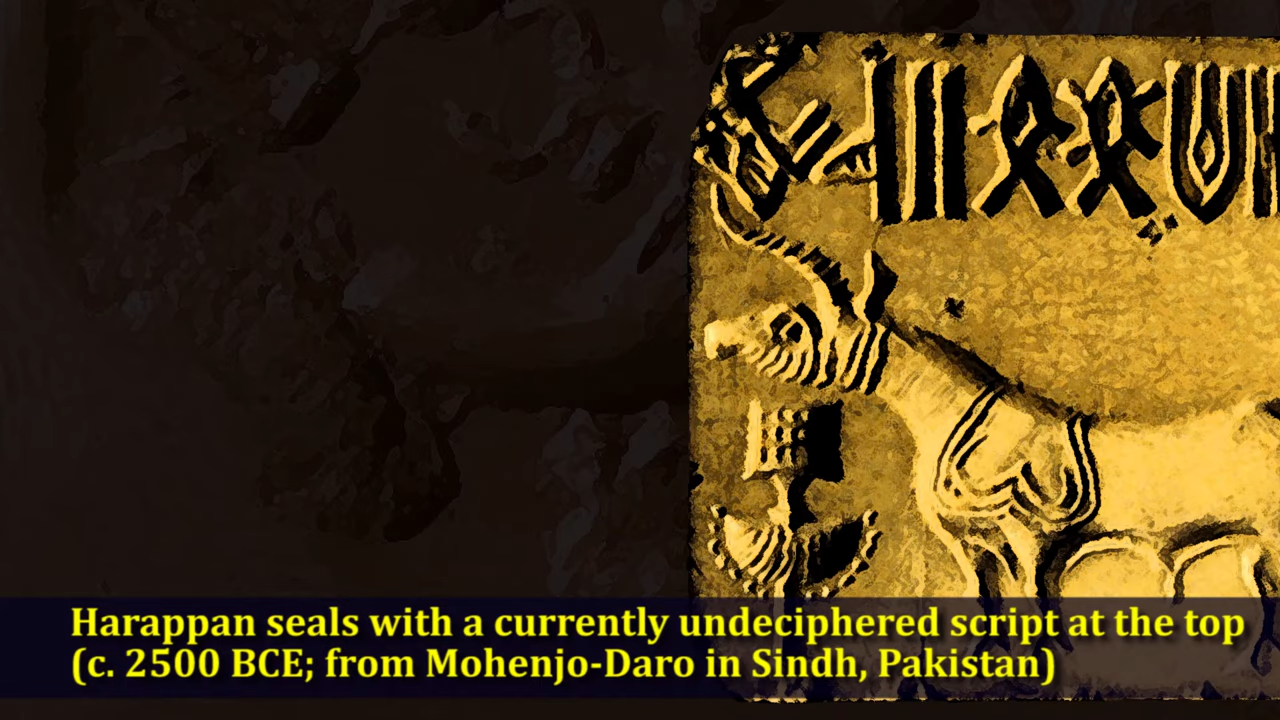 Harappan seals with a currently undeciphered script at the top
(c. 2500 BCE; from Mohenjo-Daro in Sindh, Pakistan)